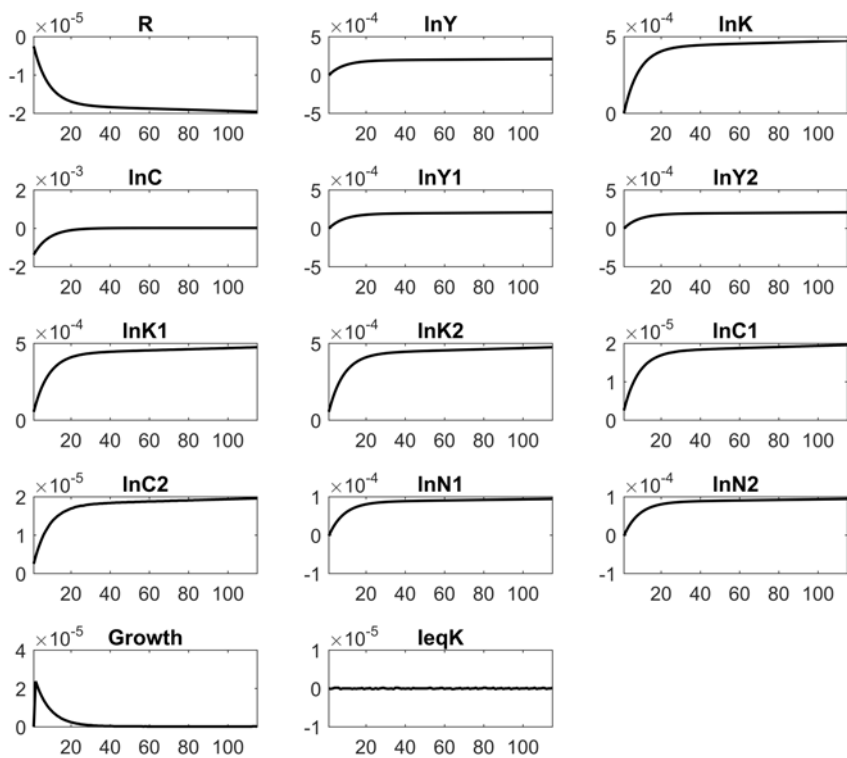 ×10⁻⁵ R
0
-1
-2
20 40 60 80 100
×10⁻⁴ lnY
5
0
-5
20 40 60 80 100
×10⁻⁴ lnK
5
0
20 40 60 80 100
×10⁻³ lnC
2
0
-2
20 40 60 80 100
×10⁻⁴ lnY1
5
0
-5
20 40 60 80 100
×10⁻⁴ lnY2
5
0
-5
20 40 60 80 100
×10⁻⁴ lnK1
5
0
20 40 60 80 100
×10⁻⁴ lnK2
5
0
20 40 60 80 100
×10⁻⁵ lnC1
2
1
0
20 40 60 80 100
×10⁻⁵ lnC2
2
1
0
20 40 60 80 100
×10⁻⁴ lnN1
1
0
-1
20 40 60 80 100
×10⁻⁴ lnN2
1
0
-1
20 40 60 80 100
×10⁻⁵ Growth
4
2
0
20 40 60 80 100
×10⁻⁵ IeqK
1
0
-1
20 40 60 80 100